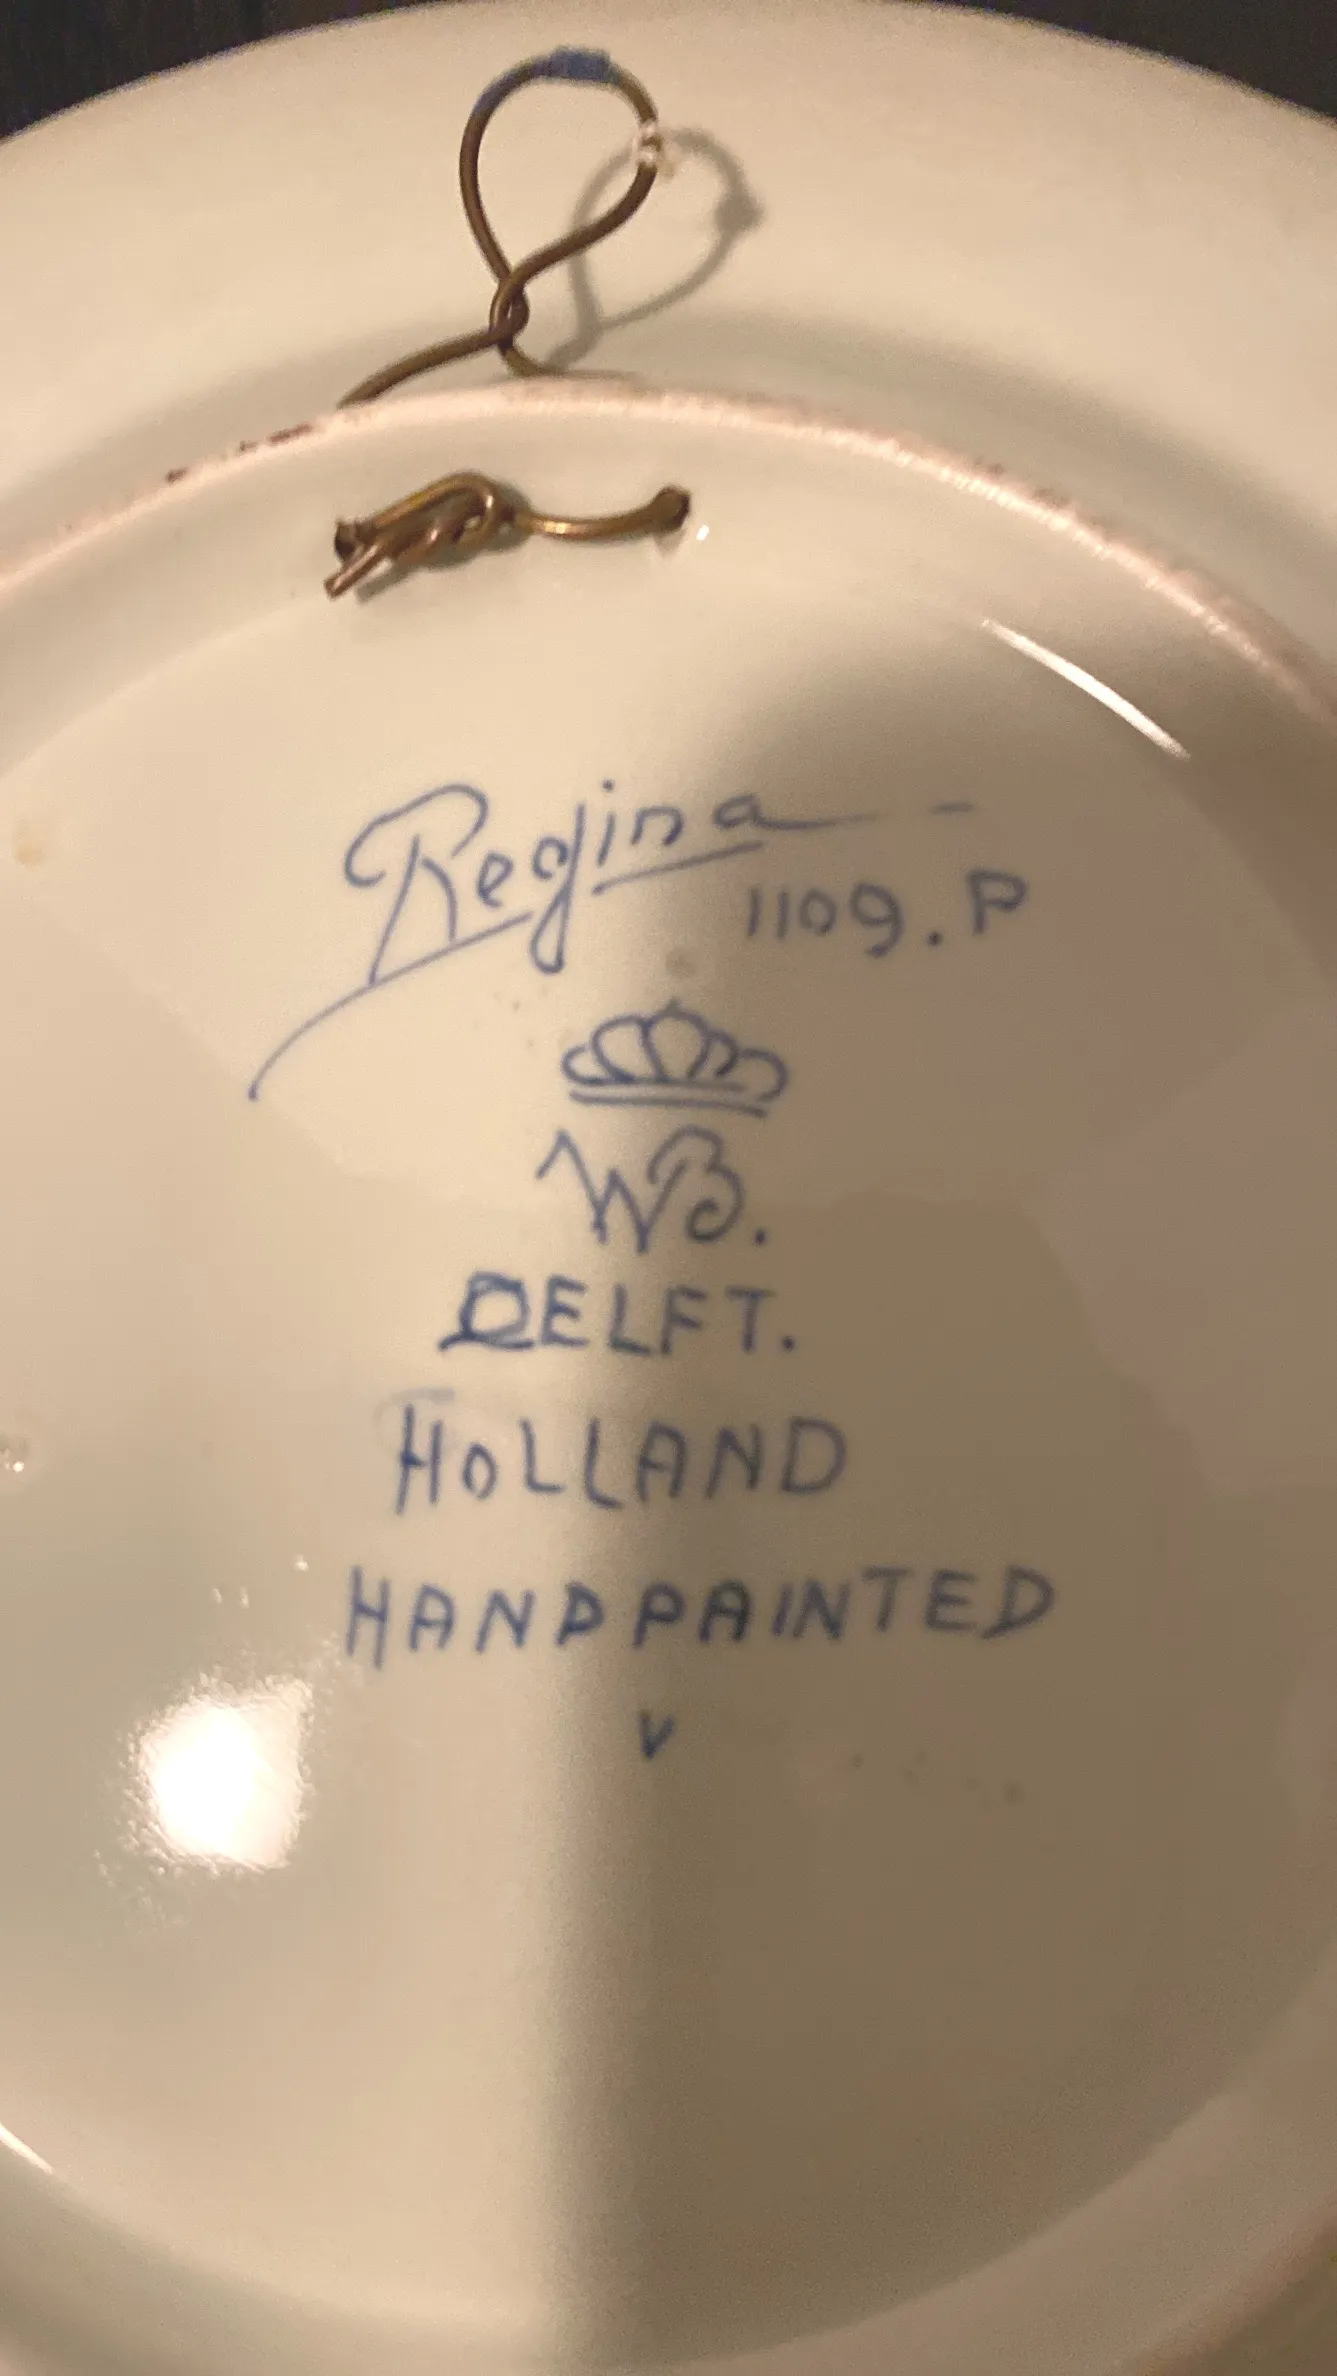 Regina
1109.P
WB.
DELFT.
HOLLAND
HANDPAINTED
V